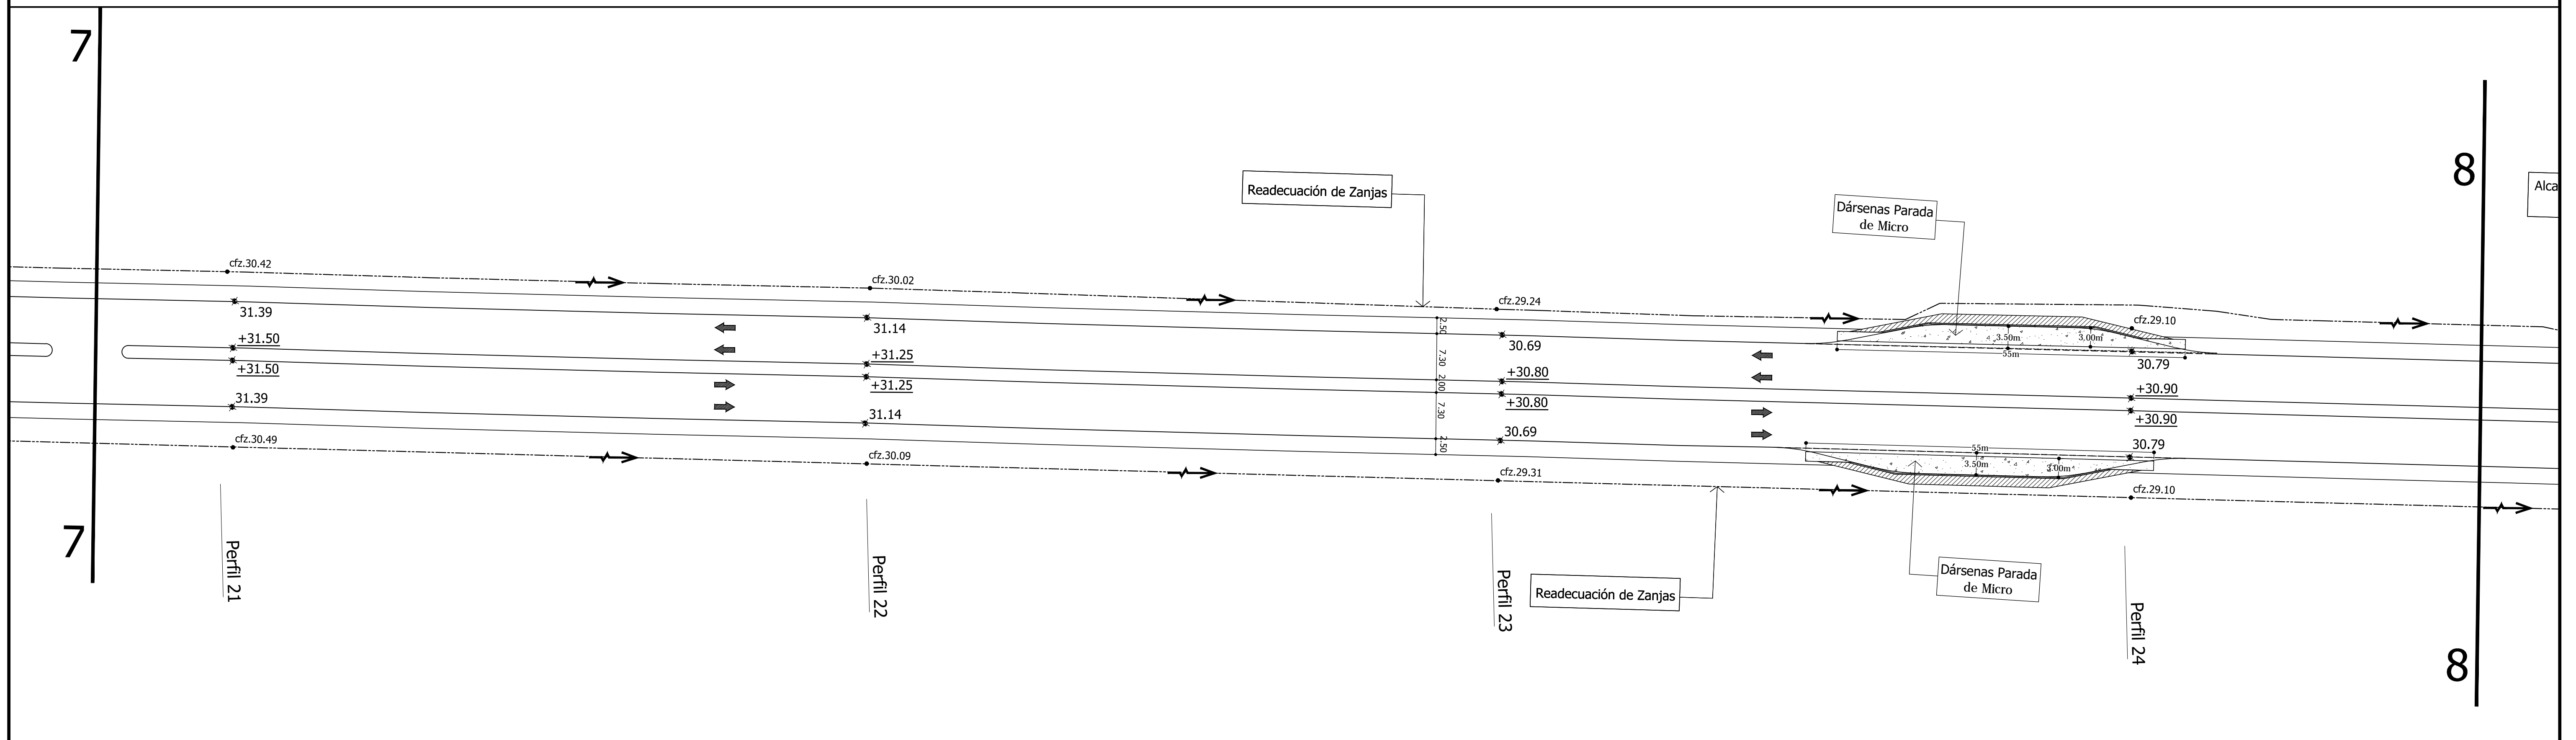 7
8
Alca
Readecuación de Zanjas
Dársenas Parada
de Micro
cfz.30.42
cfz.30.02
cfz.29.24
cfz.29.10
31.39
31.14
30.69
30.79
+31.50
+31.25
+30.80
+30.90
+31.50
+31.25
+30.80
+30.90
31.39
31.14
30.69
30.79
2.50
7.30
2.00
7.30
2.50
3.50m
3.00m
55m
55m
3.50m
3.00m
cfz.30.49
cfz.30.09
cfz.29.31
cfz.29.10
7
8
Perfil 21
Perfil 22
Perfil 23
Perfil 24
Readecuación de Zanjas
Dársenas Parada
de Micro